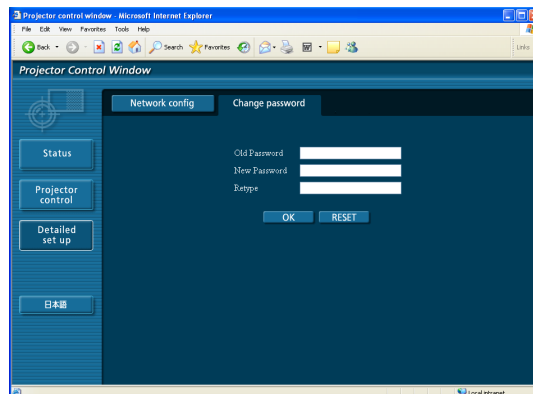 Projector control window - Microsoft Internet Explorer
File Edit View Favorites Tools Help
Back Search Favorites Links
Projector Control Window
Network config Change password
Status
Projector
control
Detailed
set up
日本語
Old Password
New Password
Retype
OK RESET
Local intranet